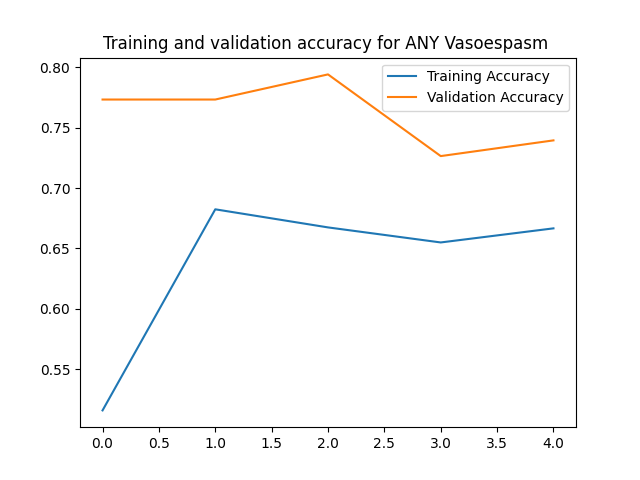 Training and validation accuracy for ANY Vasoespasm
Training Accuracy
Validation Accuracy
0.80
0.75
0.70
0.65
0.60
0.55
0.0 0.5 1.0 1.5 2.0 2.5 3.0 3.5 4.0